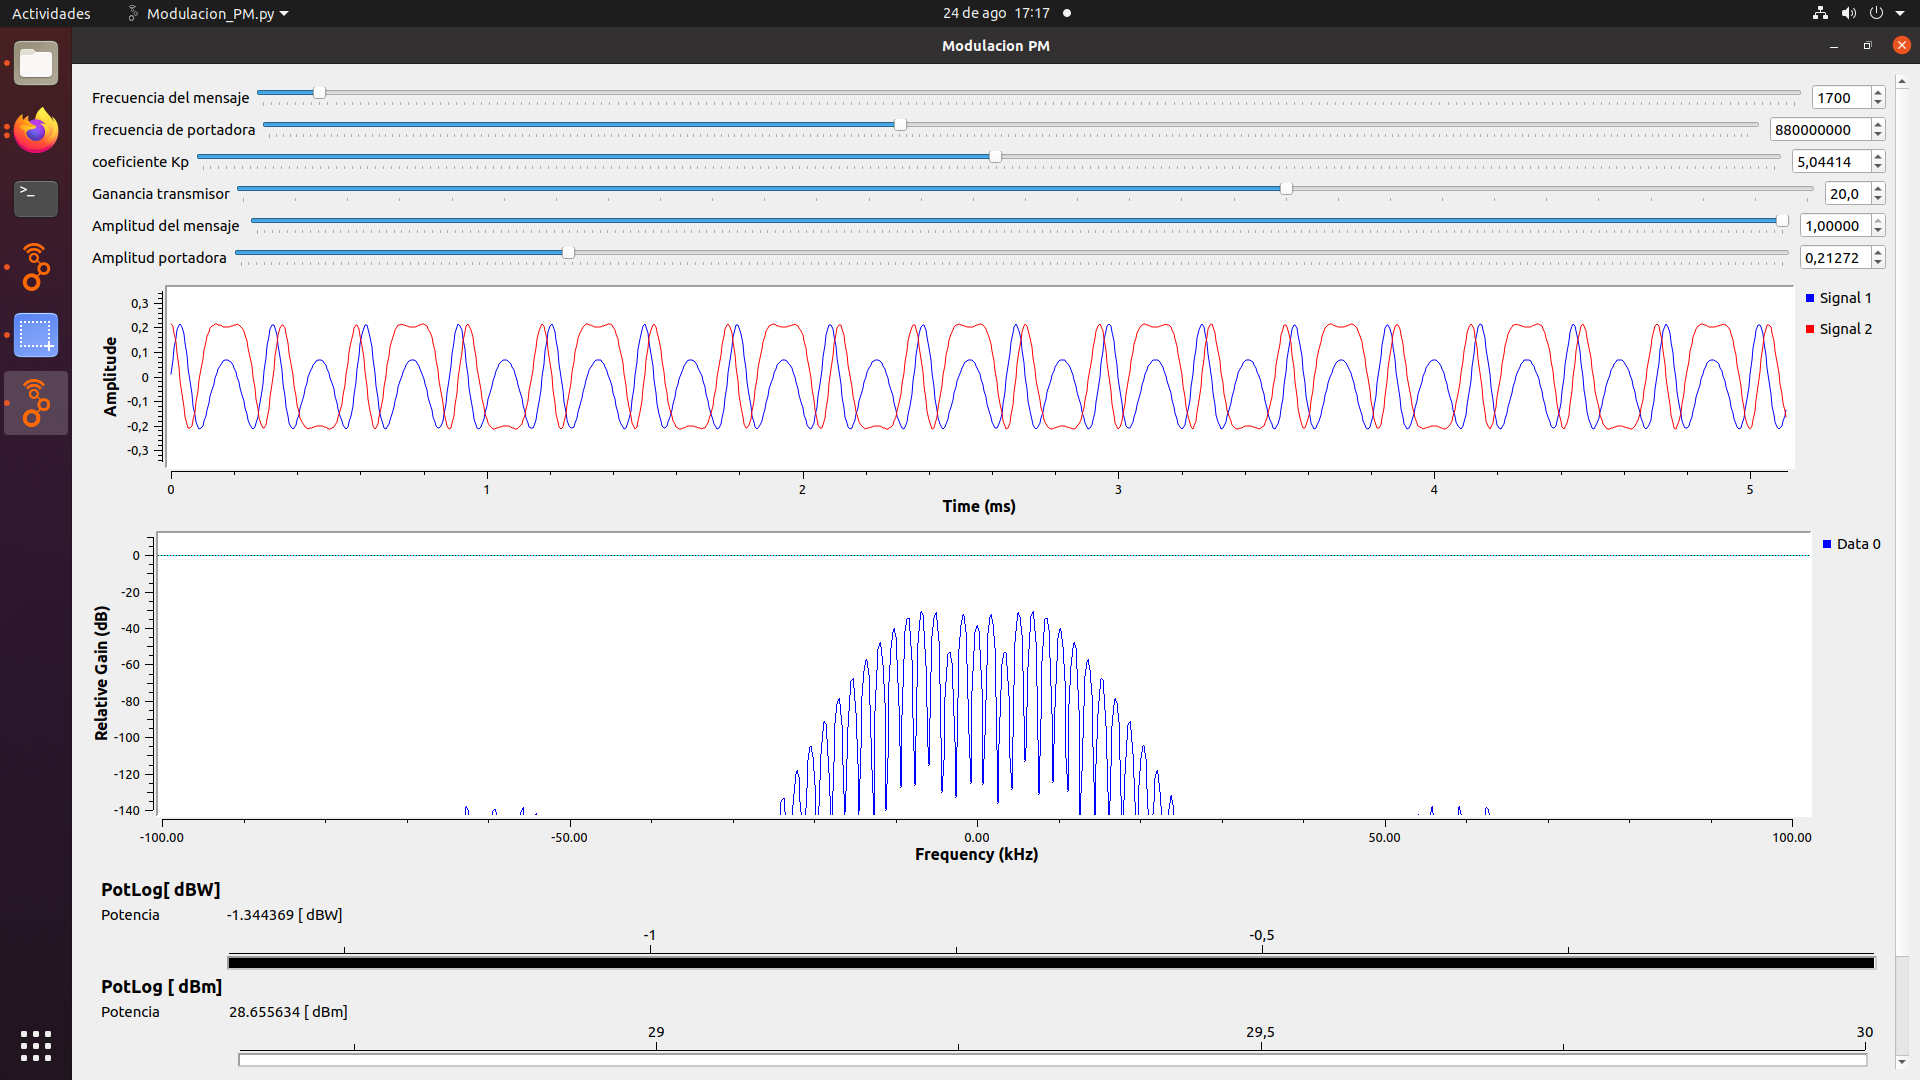 Actividades Modulacion_PM.py 24 de ago 17:17
Modulacion PM
Frecuencia del mensaje 1700
frecuencia de portadora 880000000
coeficiente Kp 5,04414
Ganancia transmisor 20,0
Amplitud del mensaje 1,00000
Amplitud portadora 0,21272
Amplitude
0,3
0,2
0,1
0
-0,1
-0,2
-0,3
Signal 1
Signal 2
0 1 2 3 4 5
Time (ms)
Relative Gain (dB)
0
-20
-40
-60
-80
-100
-120
-140
Data 0
-100.00 -50.00 0.00 50.00 100.00
Frequency (kHz)
PotLog[ dBW]
Potencia -1.344369 [ dBW]
-1 -0,5
PotLog [ dBm]
Potencia 28.655634 [ dBm]
29 29,5 30